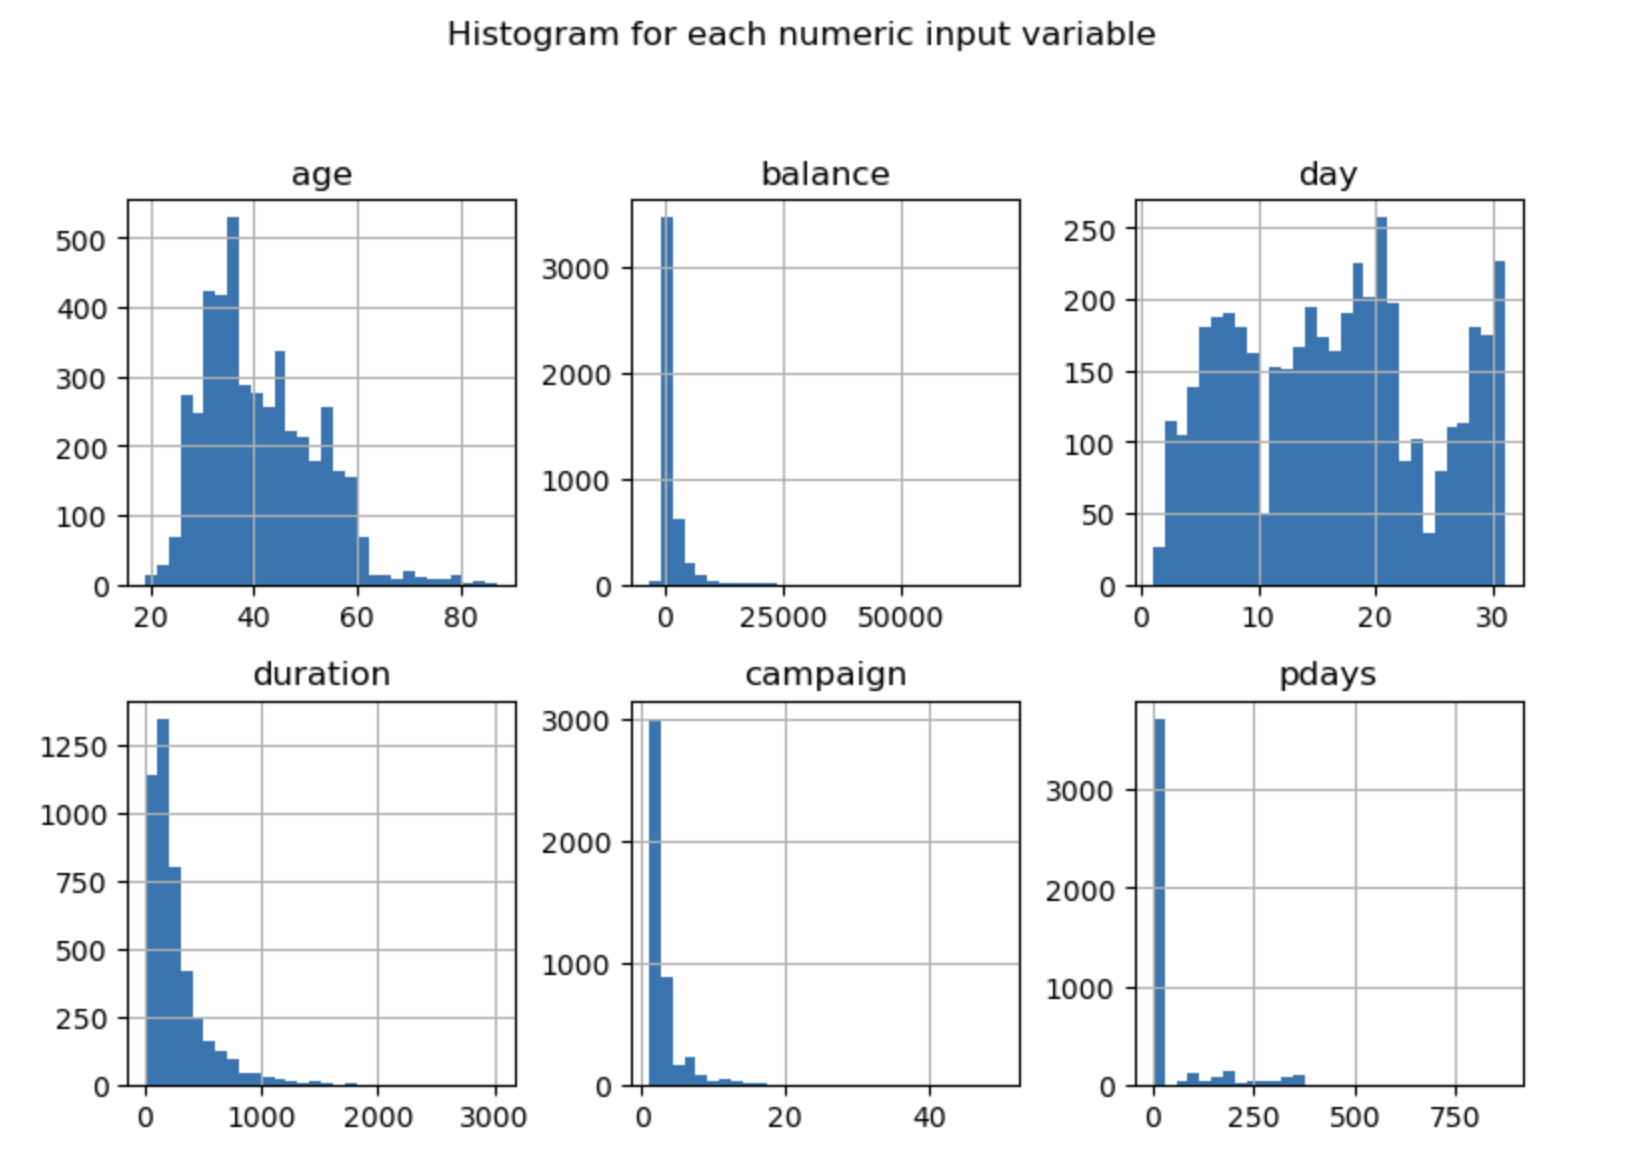 Histogram for each numeric input variable
age
balance
day
500
400
300
200
100
0
20 40 60 80
3000
2000
1000
0
0 25000 50000
250
200
150
100
50
0
0 10 20 30
duration
campaign
pdays
1250
1000
750
500
250
0
0 1000 2000 3000
3000
2000
1000
0
0 20 40
3000
2000
1000
0
0 250 500 750